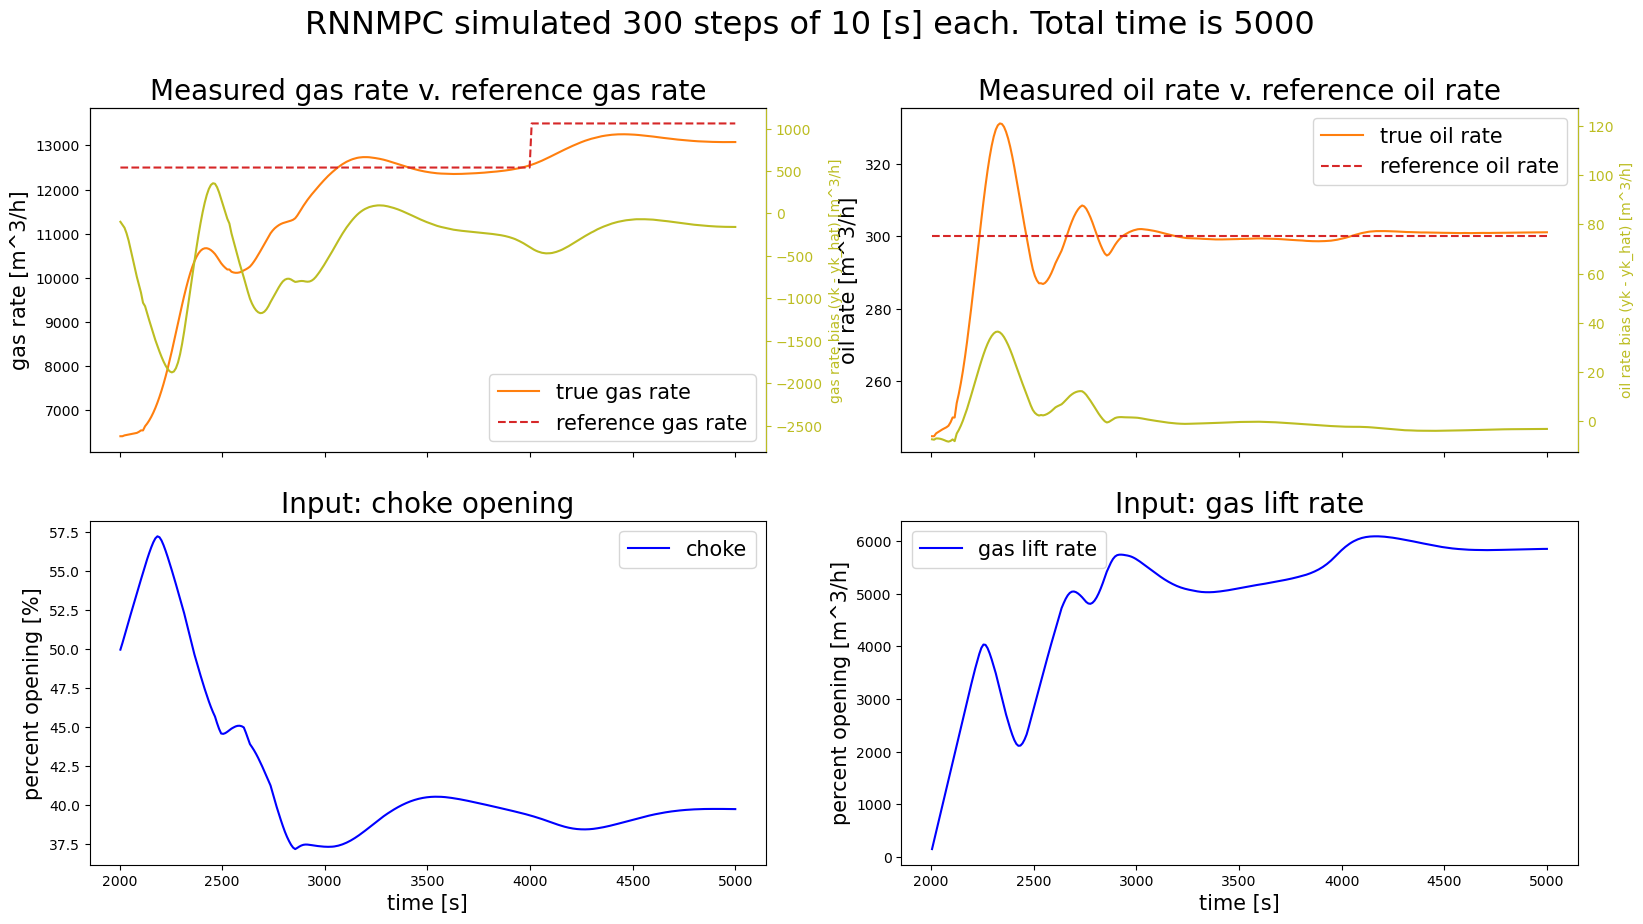 RNNMPC simulated 300 steps of 10 [s] each. Total time is 5000
Measured gas rate v. reference gas rate
gas rate [m^3/h]
13000
12000
11000
10000
9000
8000
7000
true gas rate
reference gas rate
1000
500
0
−500
−1000
−1500
−2000
−2500
gas rate bias (yk - yk_hat) [m^3/h]
Measured oil rate v. reference oil rate
oil rate [m^3/h]
320
300
280
260
true oil rate
reference oil rate
120
100
80
60
40
20
0
oil rate bias (yk - yk_hat) [m^3/h]
Input: choke opening
percent opening [%]
57.5
55.0
52.5
50.0
47.5
45.0
42.5
40.0
37.5
choke
2000 2500 3000 3500 4000 4500 5000
time [s]
Input: gas lift rate
percent opening [m^3/h]
6000
5000
4000
3000
2000
1000
0
gas lift rate
2000 2500 3000 3500 4000 4500 5000
time [s]